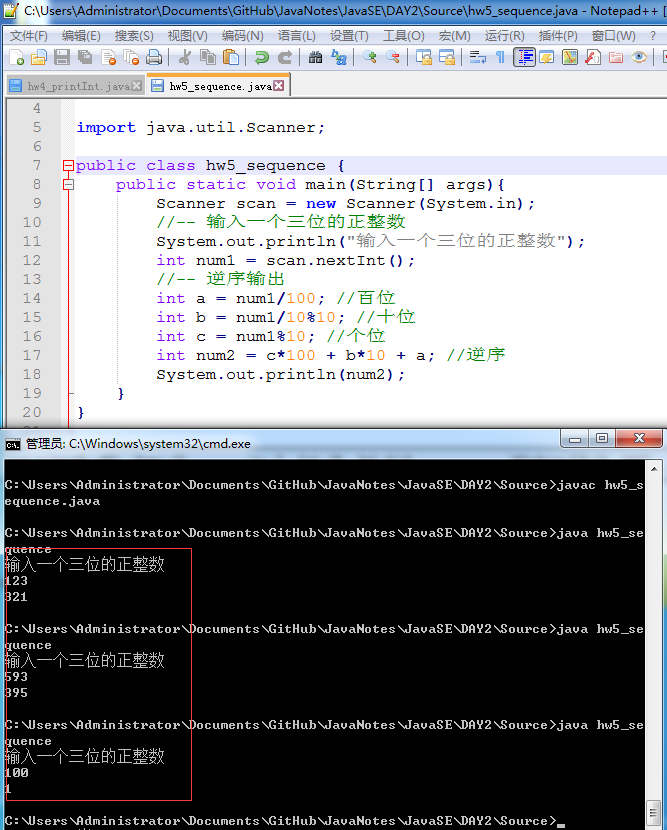 C:\Users\Administrator\Documents\GitHub\JavaNotes\JavaSE\DAY2\Source\hw5_sequence.java - Notepad++ [
文件(F) 编辑(E) 搜索(S) 视图(V) 编码(N) 语言(L) 设置(T) 工具(O) 宏(M) 运行(R) 插件(P) 窗口(W) ?
hw4_printInt.java hw5_sequence.java
4
5 import java.util.Scanner;
6
7 public class hw5_sequence {
8 public static void main(String[] args){
9 Scanner scan = new Scanner(System.in);
10 //-- 输入一个三位的正整数
11 System.out.println("输入一个三位的正整数");
12 int num1 = scan.nextInt();
13 //-- 逆序输出
14 int a = num1/100; //百位
15 int b = num1/10%10; //十位
16 int c = num1%10; //个位
17 int num2 = c*100 + b*10 + a; //逆序
18 System.out.println(num2);
19 }
20 }
管理员: C:\Windows\system32\cmd.exe
C:\Users\Administrator\Documents\GitHub\JavaNotes\JavaSE\DAY2\Source>javac hw5_s
equence.java
C:\Users\Administrator\Documents\GitHub\JavaNotes\JavaSE\DAY2\Source>java hw5_se
quence
输入一个三位的正整数
123
321
C:\Users\Administrator\Documents\GitHub\JavaNotes\JavaSE\DAY2\Source>java hw5_se
quence
输入一个三位的正整数
593
395
C:\Users\Administrator\Documents\GitHub\JavaNotes\JavaSE\DAY2\Source>java hw5_se
quence
输入一个三位的正整数
100
1
C:\Users\Administrator\Documents\GitHub\JavaNotes\JavaSE\DAY2\Source>_